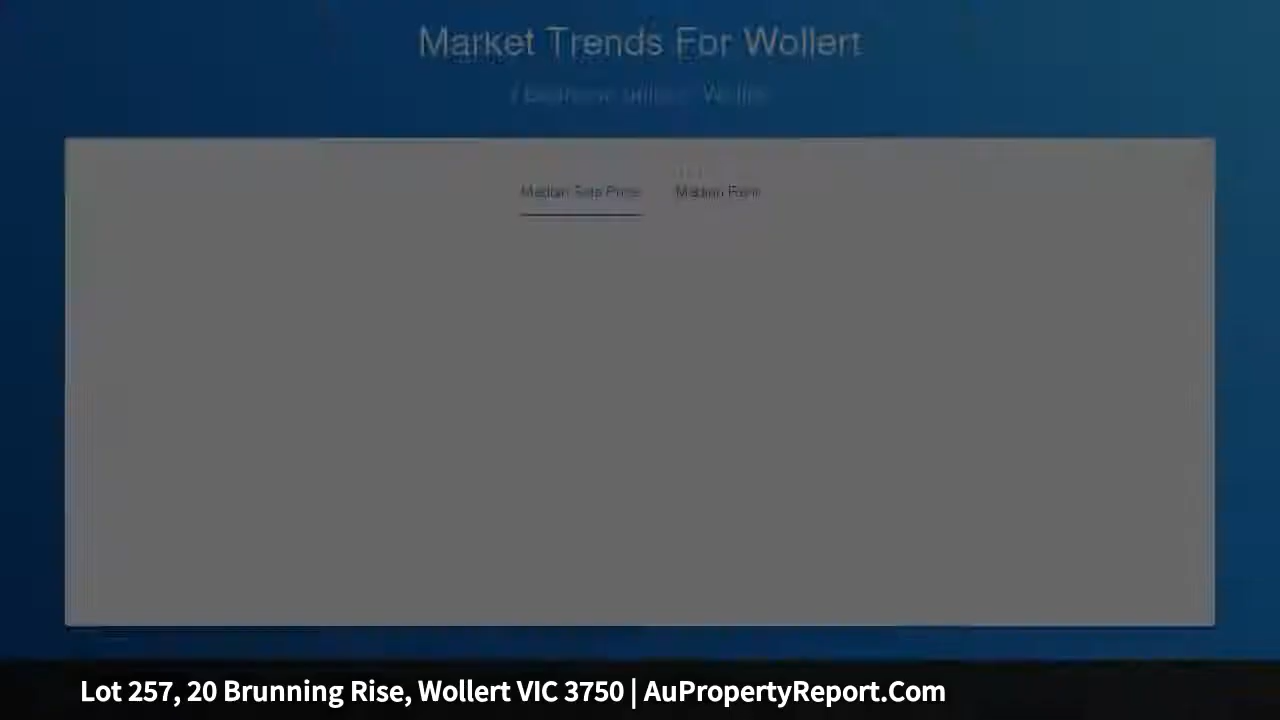 Market Trends For Wollert
Wollert
Median Sale Price Median Rent
Lot 257, 20 Brunning Rise, Wollert VIC 3750 | AuPropertyReport.Com